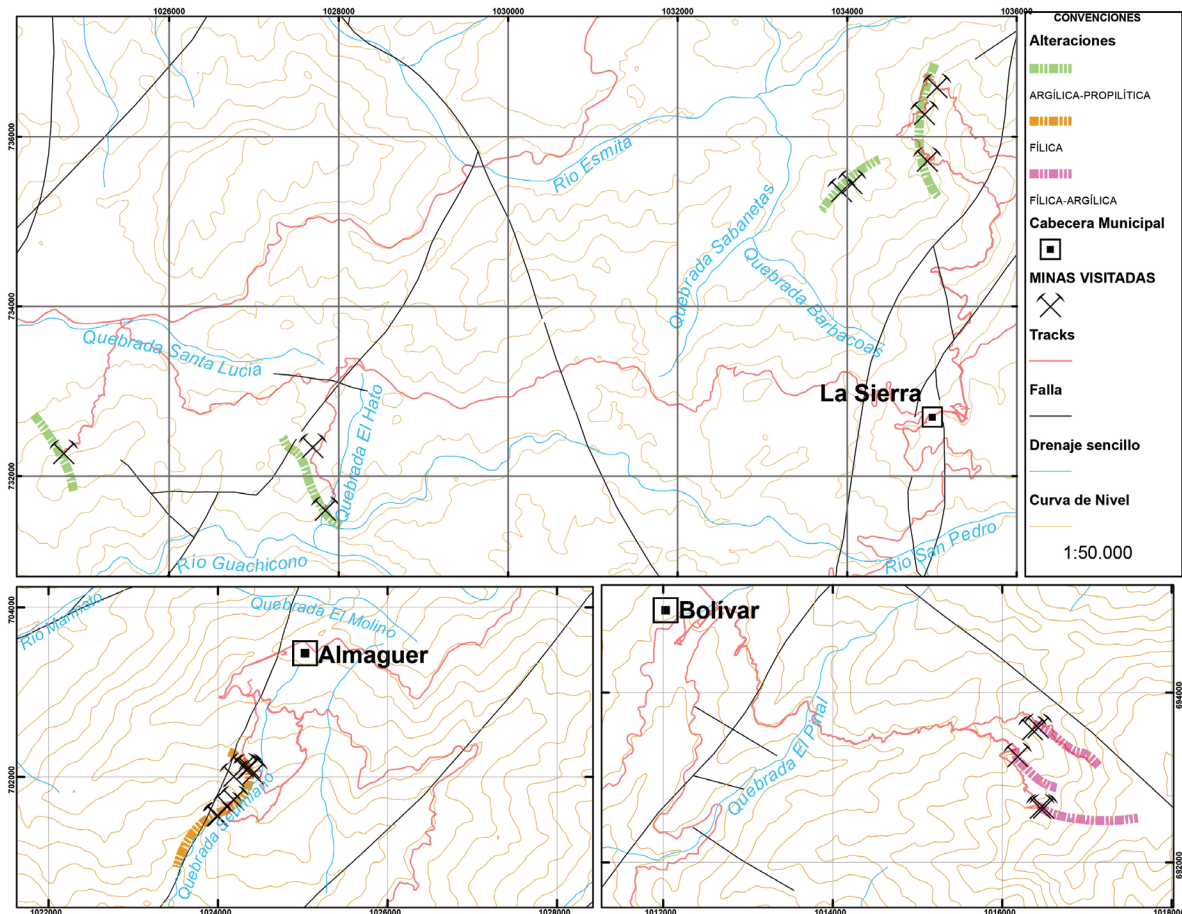 1026000
1028000
1030000
1032000
1034000
1036000
736000
734000
732000
Rio Esmita
Quebrada Sabanetas
Quebrada Barbacoas
Quebrada Santa Lucia
Quebrada El Hato
Rio Guachicono
Rio San Pedro
La Sierra
CONVENCIONES
Alteraciones
ARGÍLICA-PROPILÍTICA
FÍLICA
FÍLICA-ARGÍLICA
Cabecera Municipal
MINAS VISITADAS
Tracks
Falla
Drenaje sencillo
Curva de Nivel
1:50.000
704000
702000
Rio Marmato
Quebrada El Molino
Almaguer
1022000
1024000
1026000
1028000
Bolívar
Quebrada El Pinal
694000
692000
1012000
1014000
1016000
1018000